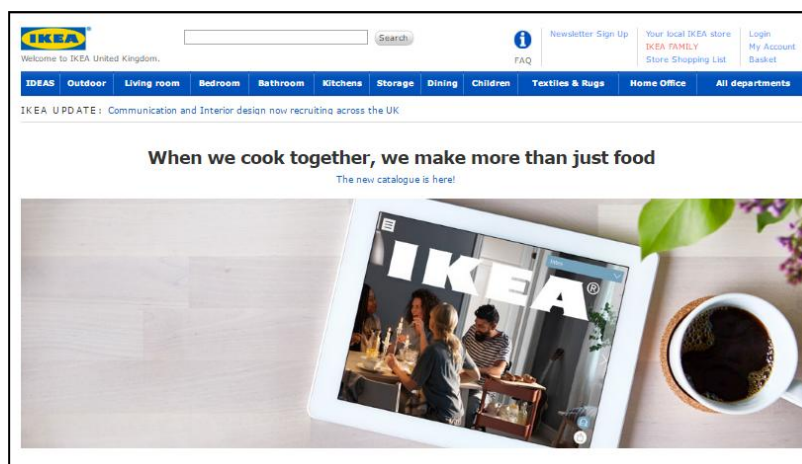 IKEA
Search
Welcome to IKEA United Kingdom.
FAQ
Newsletter Sign Up
Your local IKEA store
IKEA FAMILY
Store Shopping List
Login
My Account
Basket
IDEAS Outdoor Living room Bedroom Bathroom Kitchens Storage Dining Children Textiles & Rugs Home Office All departments
IKEA UPDATE: Communication and Interior design now recruiting across the UK
When we cook together, we make more than just food
The new catalogue is here!
IKEA®